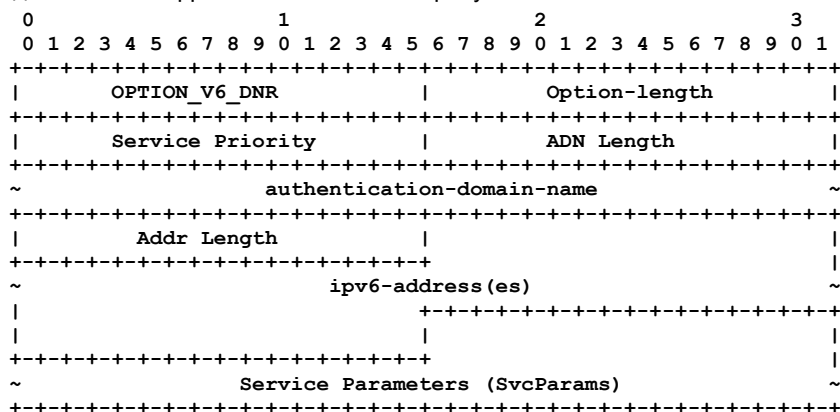 0                   1                   2                   3
0 1 2 3 4 5 6 7 8 9 0 1 2 3 4 5 6 7 8 9 0 1 2 3 4 5 6 7 8 9 0 1
+-+-+-+-+-+-+-+-+-+-+-+-+-+-+-+-+-+-+-+-+-+-+-+-+-+-+-+-+-+-+-+-+
|       OPTION_V6_DNR           |         Option-length         |
+-+-+-+-+-+-+-+-+-+-+-+-+-+-+-+-+-+-+-+-+-+-+-+-+-+-+-+-+-+-+-+-+
|       Service Priority        |         ADN Length            |
+-+-+-+-+-+-+-+-+-+-+-+-+-+-+-+-+-+-+-+-+-+-+-+-+-+-+-+-+-+-+-+-+
~                   authentication-domain-name                  ~
+-+-+-+-+-+-+-+-+-+-+-+-+-+-+-+-+-+-+-+-+-+-+-+-+-+-+-+-+-+-+-+-+
|         Addr Length           |                               |
+-+-+-+-+-+-+-+-+-+-+-+-+-+-+-+-+                               |
~                        ipv6-address(es)                       ~
|                               +-+-+-+-+-+-+-+-+-+-+-+-+-+-+-+-+
|                               |                               |
+-+-+-+-+-+-+-+-+-+-+-+-+-+-+-+-+                               |
~                 Service Parameters (SvcParams)                ~
+-+-+-+-+-+-+-+-+-+-+-+-+-+-+-+-+-+-+-+-+-+-+-+-+-+-+-+-+-+-+-+-+